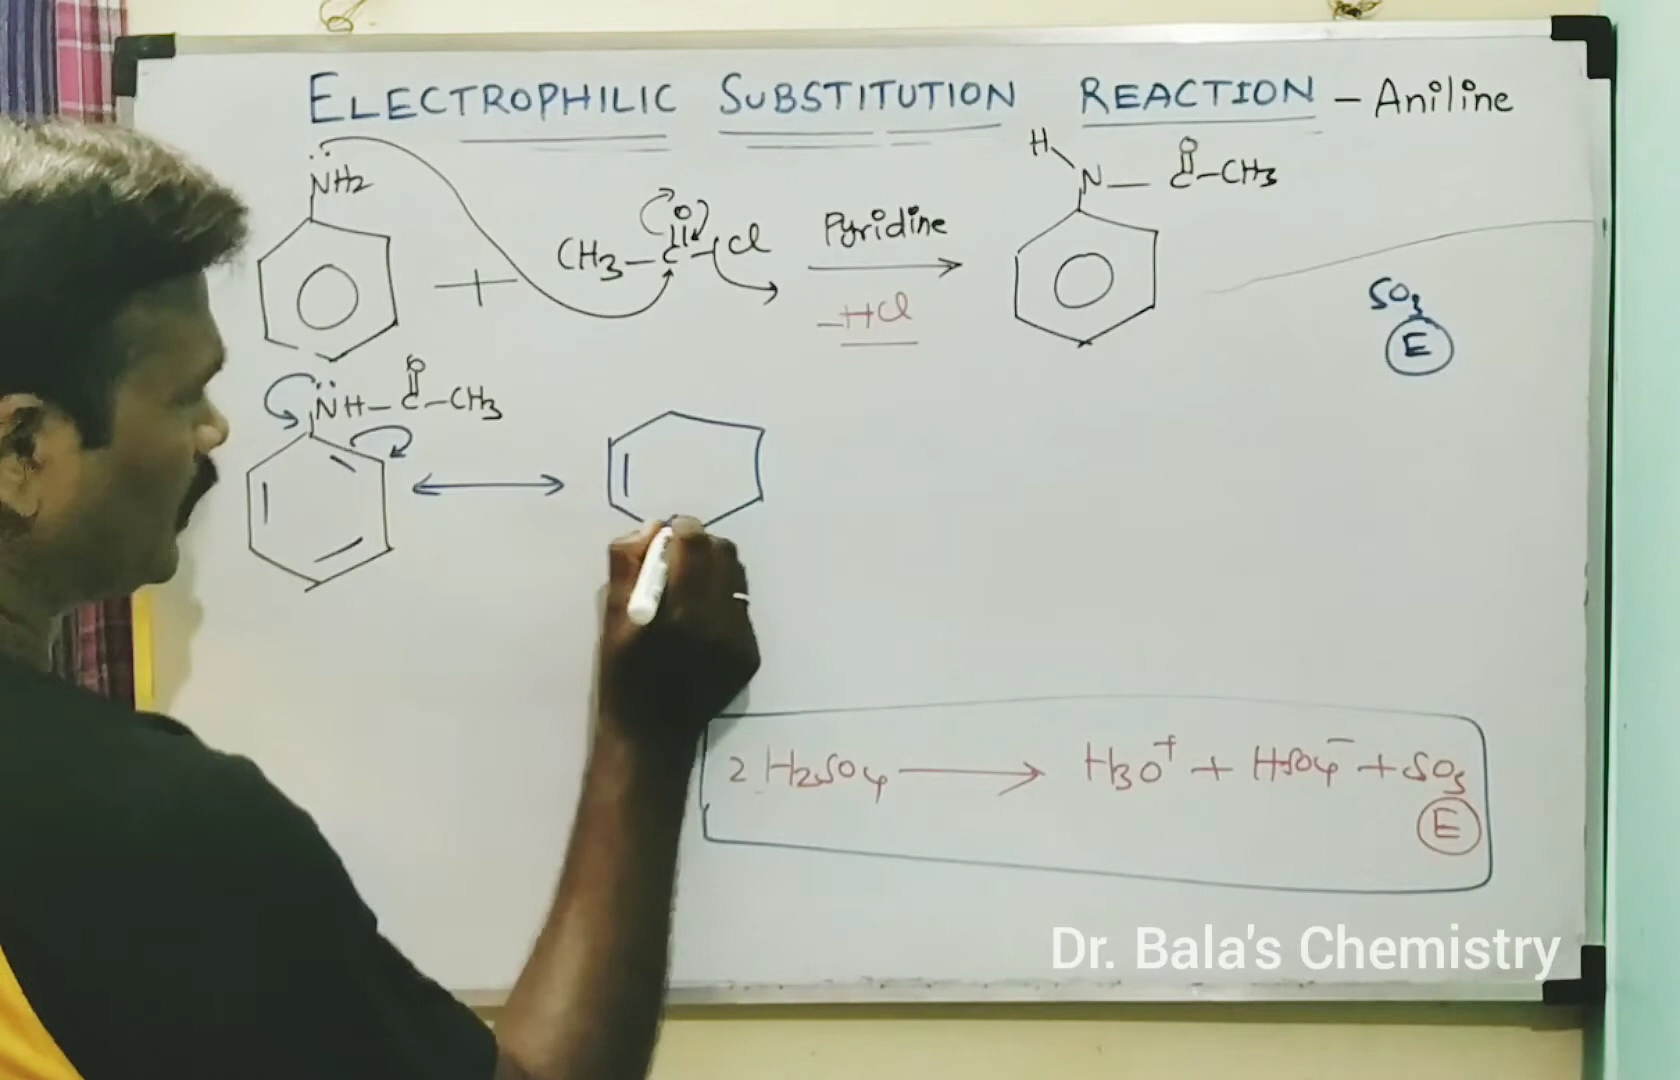 ELECTROPHILIC SUBSTITUTION REACTION - Aniline
NH2
CH3-C-Cl
O
+
Pyridine
-HCl
H
N-C-CH3
O
SO3
E
NH-C-CH3
O
2 H2SO4 → H3O+ + HSO4- + SO3
E
Dr. Bala's Chemistry